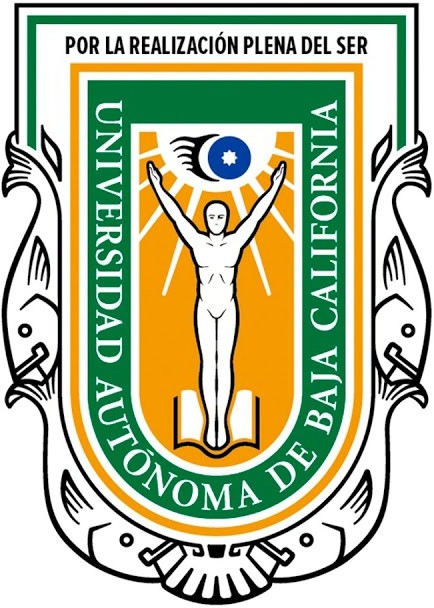 POR LA REALIZACIÓN PLENA DEL SER
UNIVERSIDAD AUTÓNOMA DE BAJA CALIFORNIA